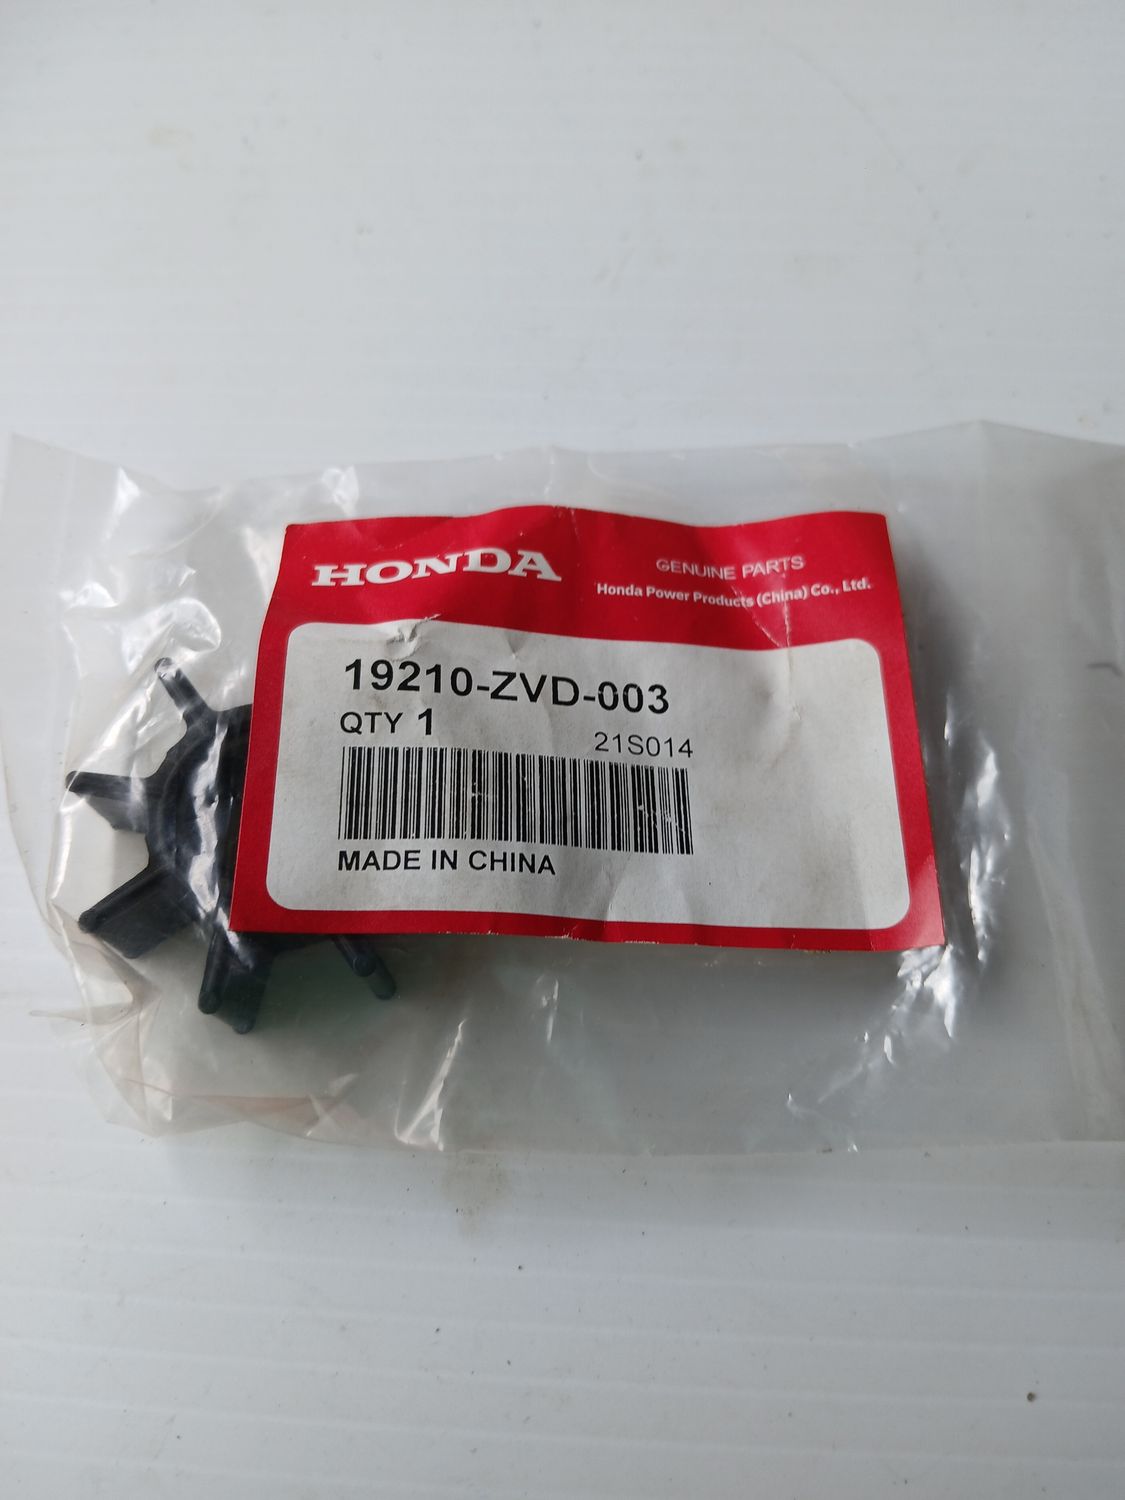 HONDA
GENUINE PARTS
Honda Power Products (China) Co., Ltd.
19210-ZVD-003
QTY 1
21S014
MADE IN CHINA